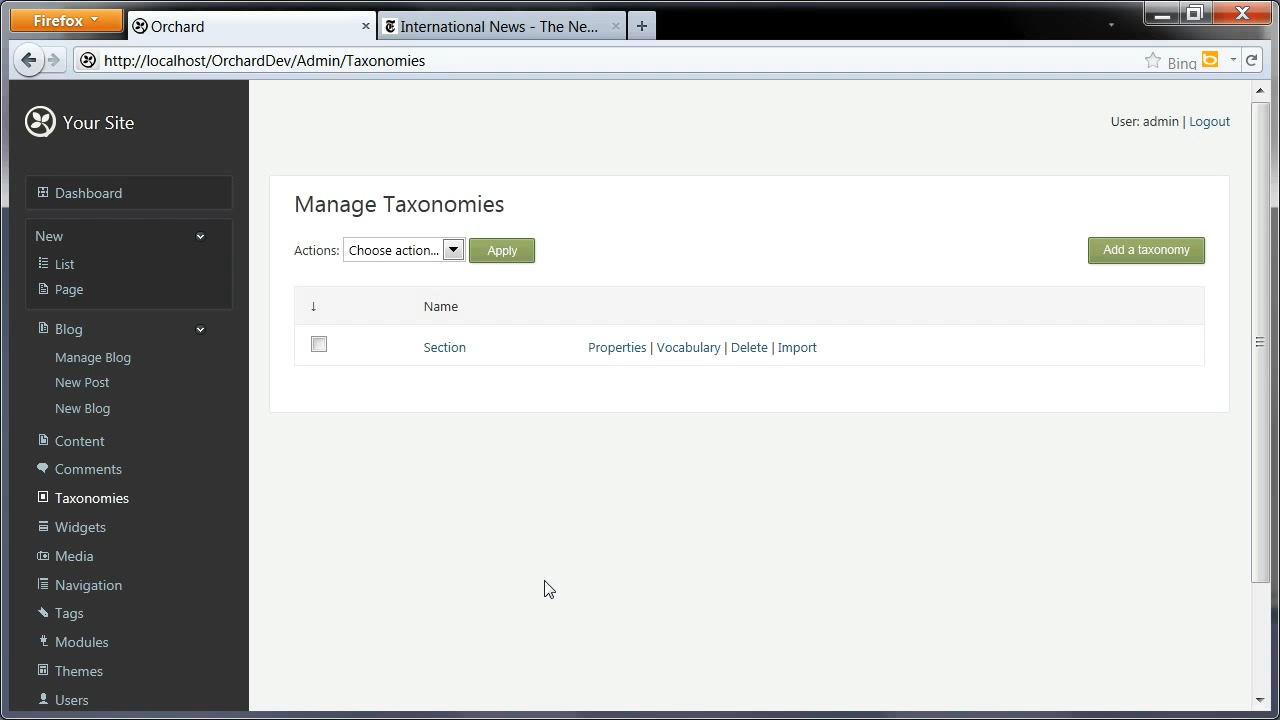 Firefox
Orchard
International News - The Ne...
http://localhost/OrchardDev/Admin/Taxonomies
Bing
Your Site
User: admin | Logout
Dashboard
New
List
Page
Blog
Manage Blog
New Post
New Blog
Content
Comments
Taxonomies
Widgets
Media
Navigation
Tags
Modules
Themes
Users
Manage Taxonomies
Actions: Choose action... Apply
Add a taxonomy
↓ Name
Section Properties | Vocabulary | Delete | Import